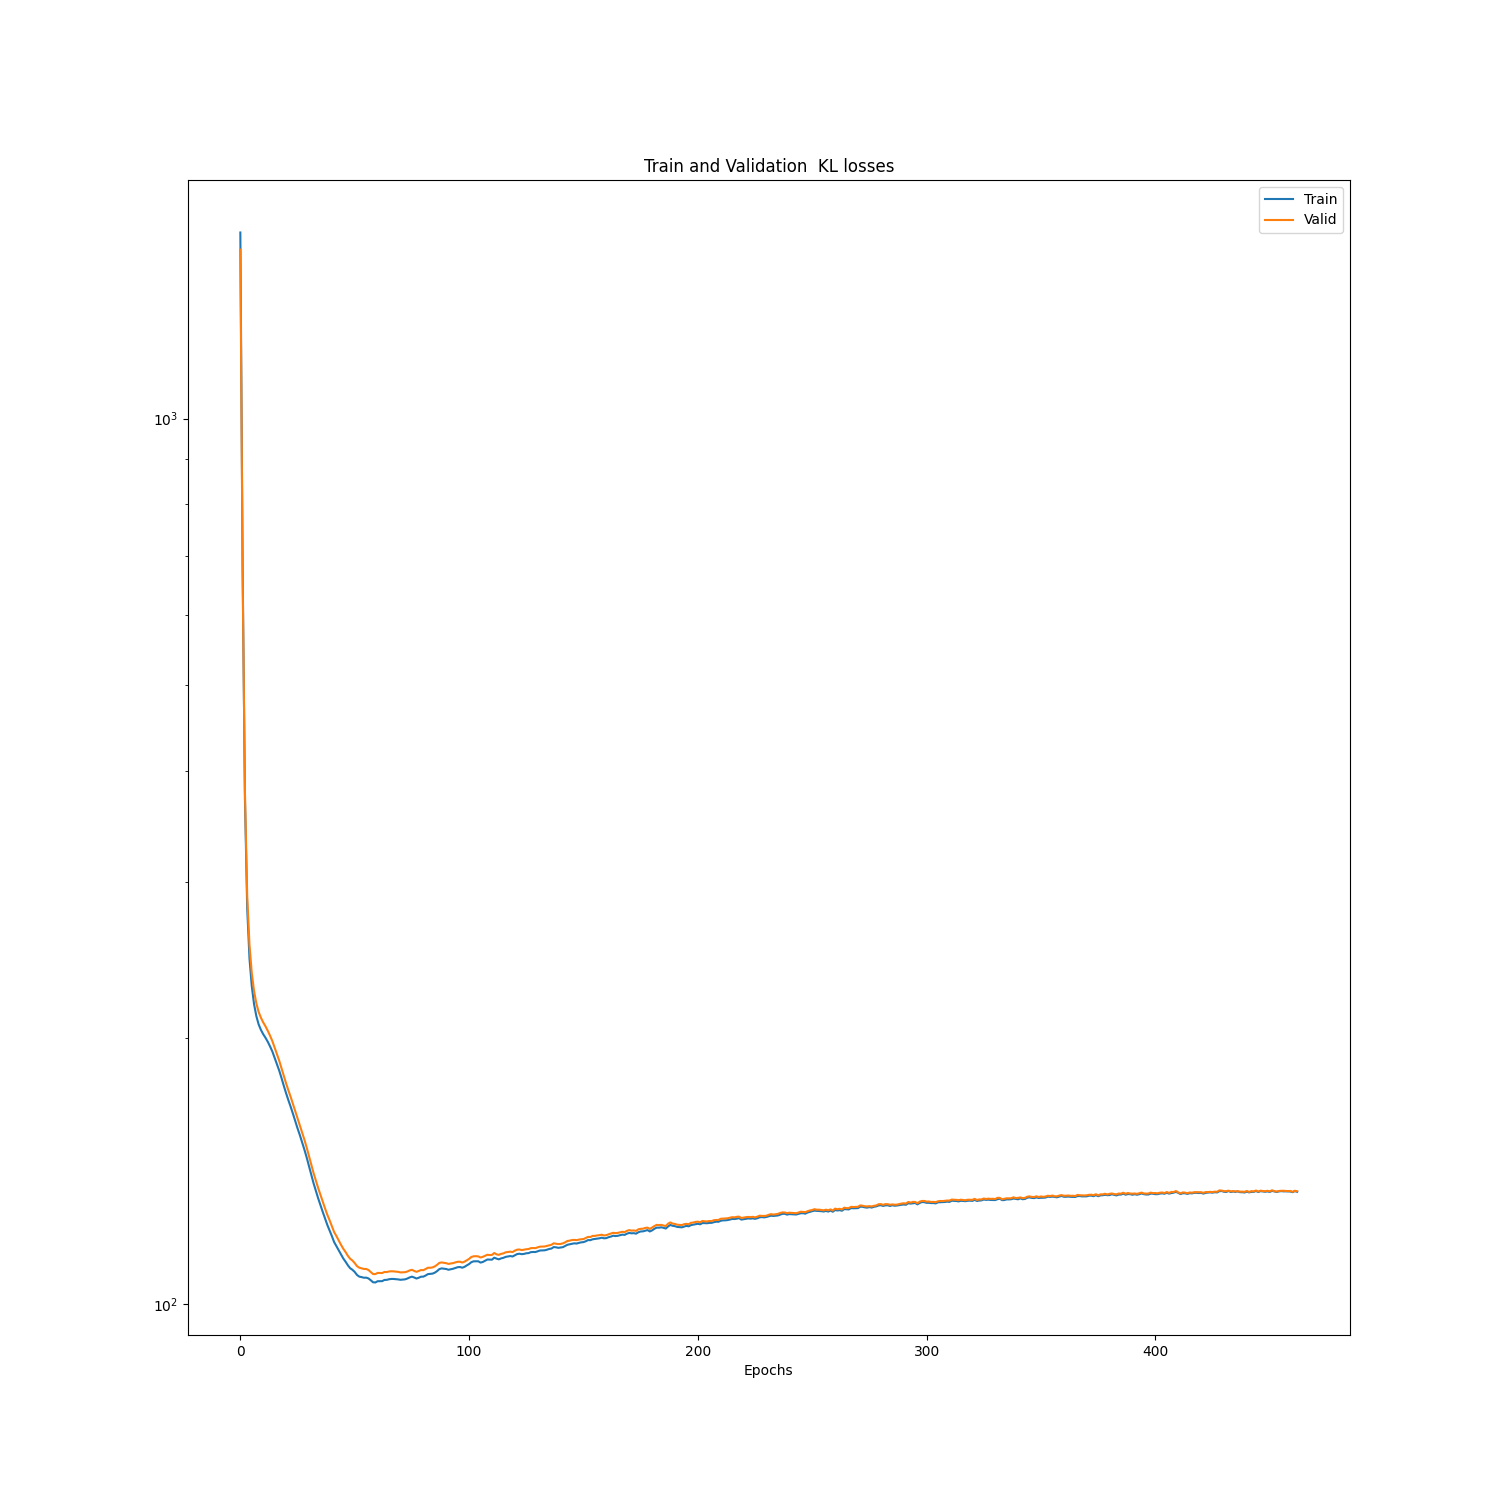 Train and Validation  KL losses
Train
Valid
10³
10²
0 100 200 300 400
Epochs